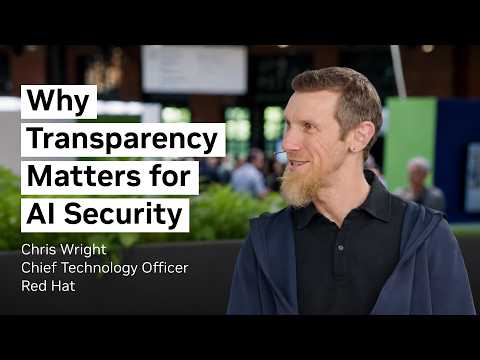 Why
Transparency
Matters for
AI Security
Chris Wright
Chief Technology Officer
Red Hat